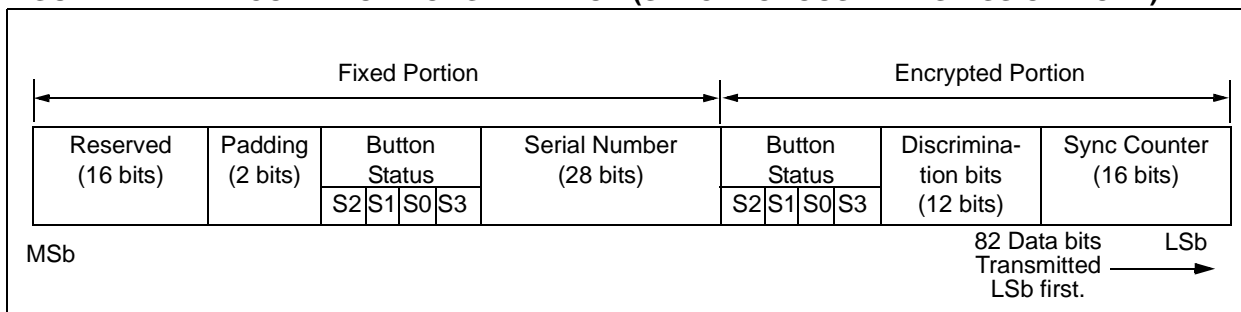 Fixed Portion
Encrypted Portion
Reserved
(16 bits)
Padding
(2 bits)
Button
Status
S2 S1 S0 S3
Serial Number
(28 bits)
Button
Status
S2 S1 S0 S3
Discrimina-
tion bits
(12 bits)
Sync Counter
(16 bits)
MSb
82 Data bits
Transmitted
LSb first.
LSb